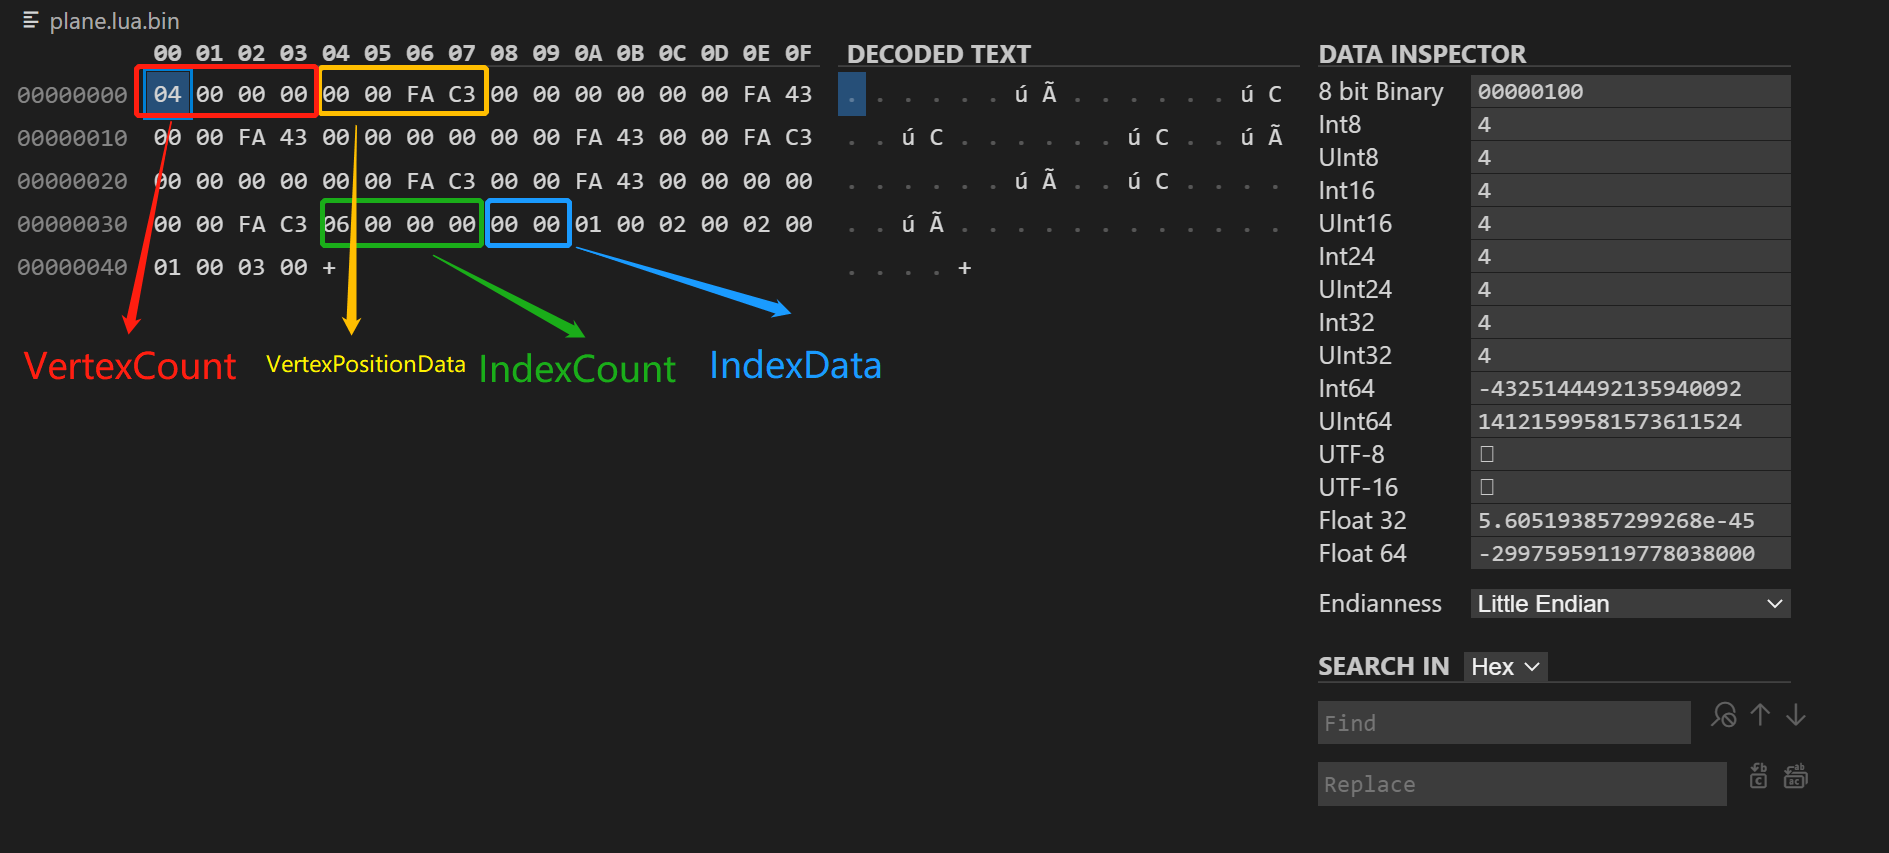 plane.lua.bin
00 01 02 03 04 05 06 07 08 09 0A 0B 0C 0D 0E 0F DECODED TEXT
00000000 04 00 00 00 00 00 FA C3 00 00 00 00 00 00 FA 43 . . . . . . ú Ã . . . . . . ú C
00000010 00 00 FA 43 00 00 00 00 00 00 FA 43 00 00 FA C3 . . ú C . . . . . . ú C . . ú Ã
00000020 00 00 00 00 00 00 FA C3 00 00 FA 43 00 00 00 00 . . . . . . ú Ã . . ú C . . . .
00000030 00 00 FA C3 06 00 00 00 00 00 01 00 02 00 02 00 . . ú Ã . . . . . . . . . . . .
00000040 01 00 03 00 + . . . . +
VertexCount
VertexPositionData
IndexCount
IndexData
DATA INSPECTOR
8 bit Binary 00000100
Int8 4
UInt8 4
Int16 4
UInt16 4
Int24 4
UInt24 4
Int32 4
UInt32 4
Int64 -4325144492135940092
UInt64 14121599581573611524
UTF-8 □
UTF-16 □
Float 32 5.605193857299268e-45
Float 64 -29975959119778038000
Endianness Little Endian
SEARCH IN Hex
Find
Replace